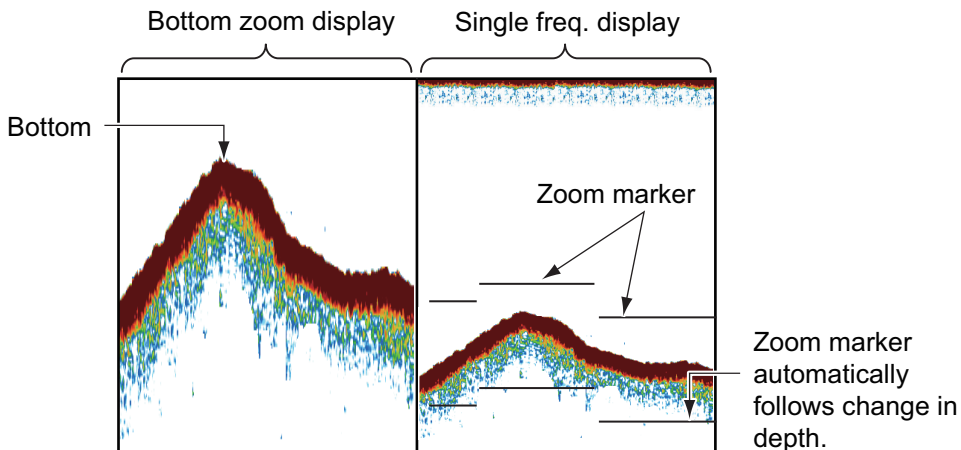 Bottom zoom display
Single freq. display
Bottom
Zoom marker
Zoom marker
automatically
follows change in
depth.